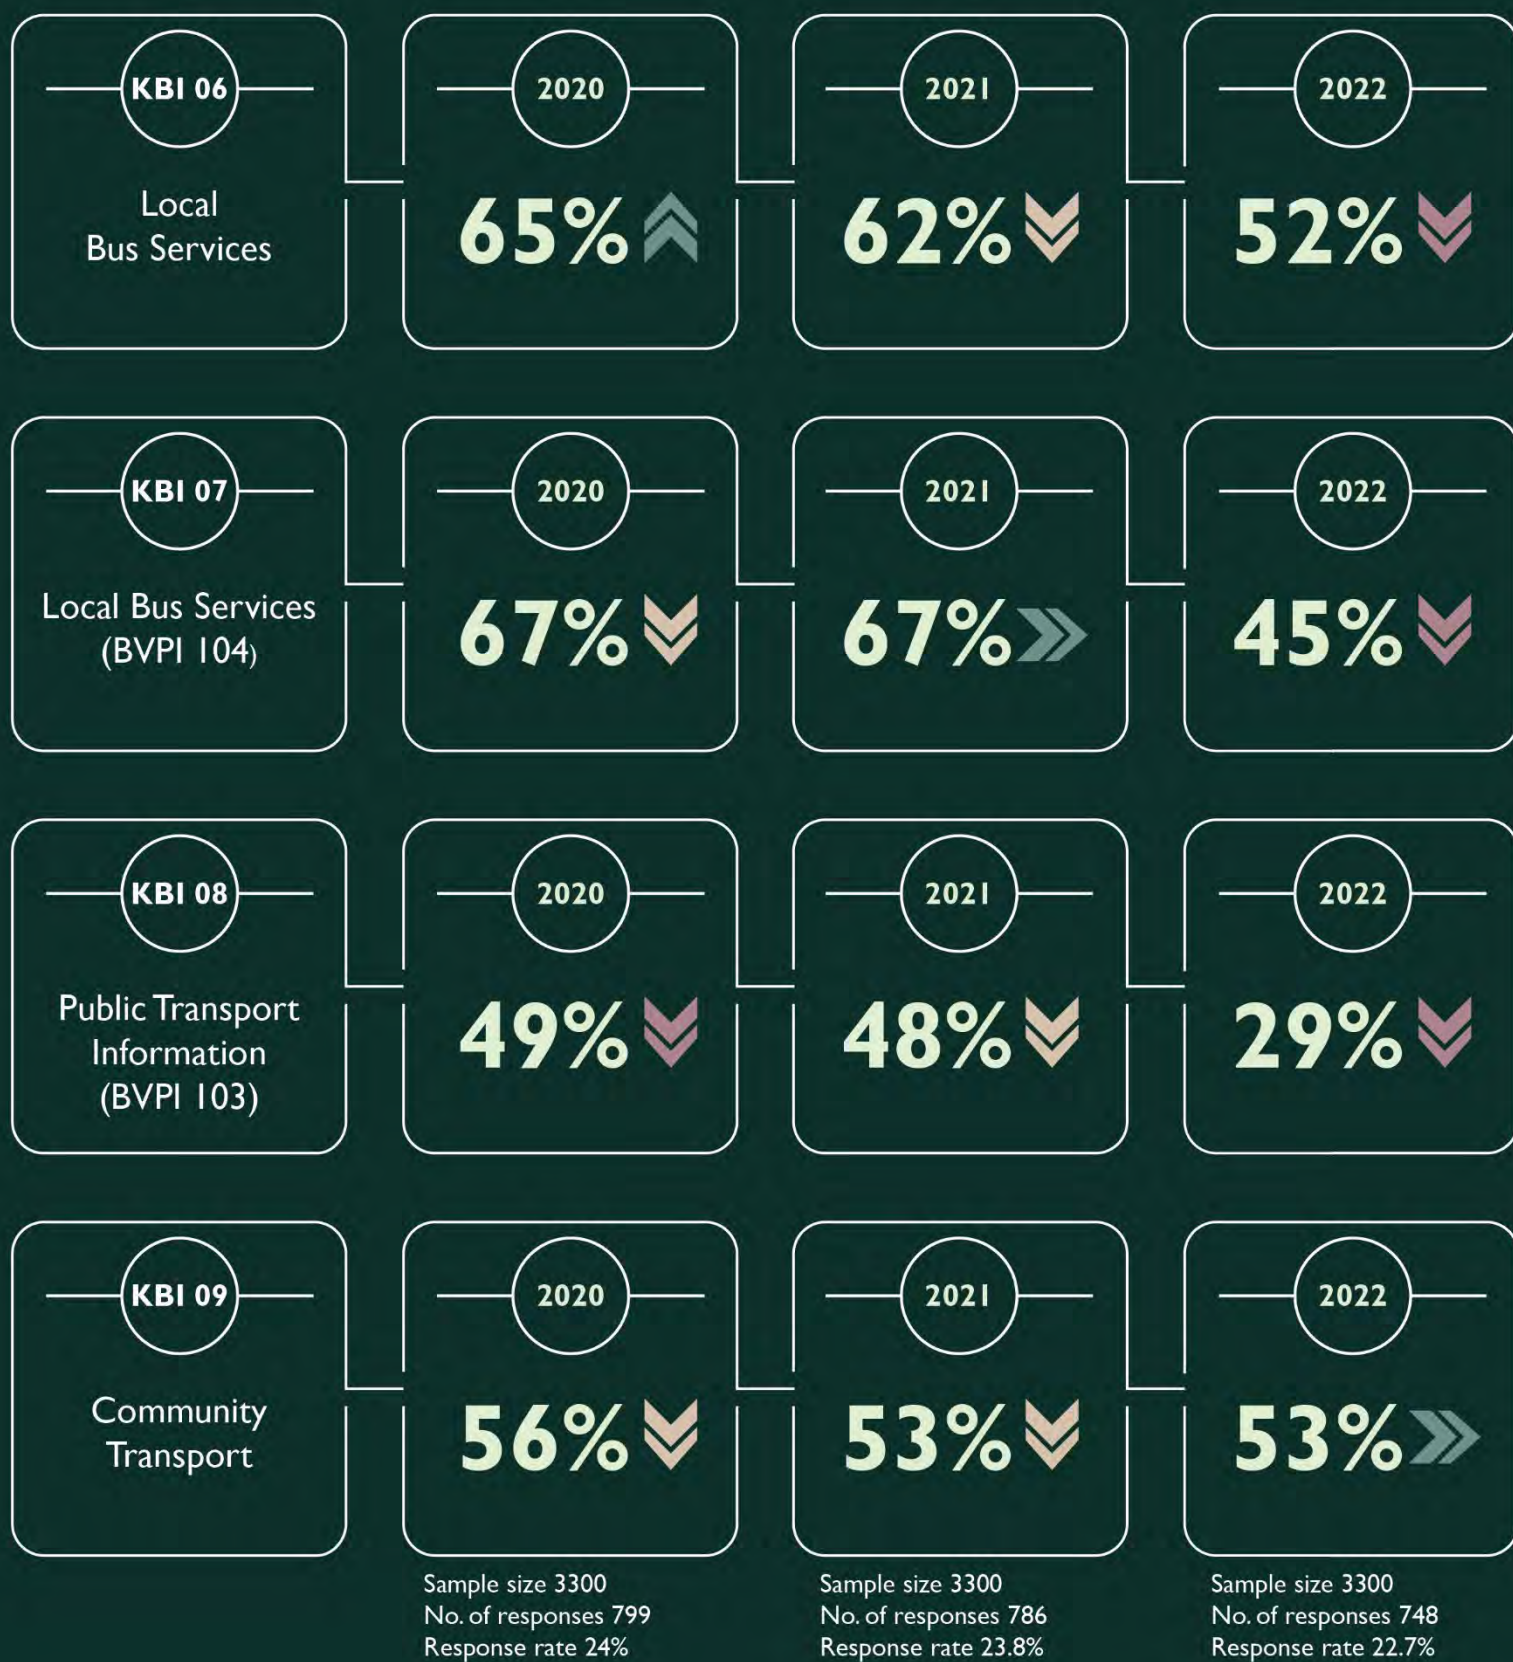 KBI 06
Local
Bus Services
2020
65%
2021
62%
2022
52%
KBI 07
Local Bus Services
(BVPI 104)
2020
67%
2021
67%
2022
45%
KBI 08
Public Transport
Information
(BVPI 103)
2020
49%
2021
48%
2022
29%
KBI 09
Community
Transport
2020
56%
2021
53%
2022
53%
Sample size 3300
No. of responses 799
Response rate 24%
Sample size 3300
No. of responses 786
Response rate 23.8%
Sample size 3300
No. of responses 748
Response rate 22.7%